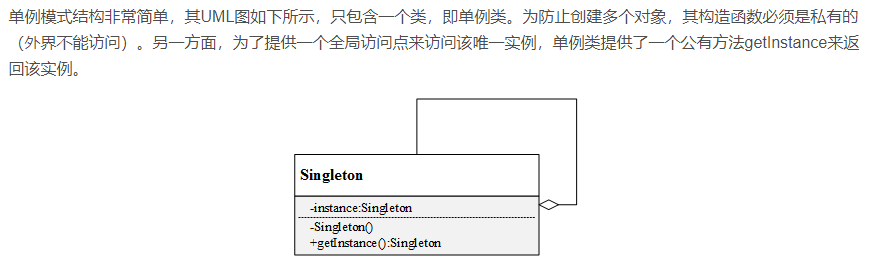 单例模式结构非常简单，其UML图如下所示，只包含一个类，即单例类。为防止创建多个对象，其构造函数必须是私有的
（外界不能访问）。另一方面，为了提供一个全局访问点来访问该唯一实例，单例类提供了一个公有方法getInstance来返
回该实例。
Singleton
-instance:Singleton
-Singleton()
+getInstance():Singleton